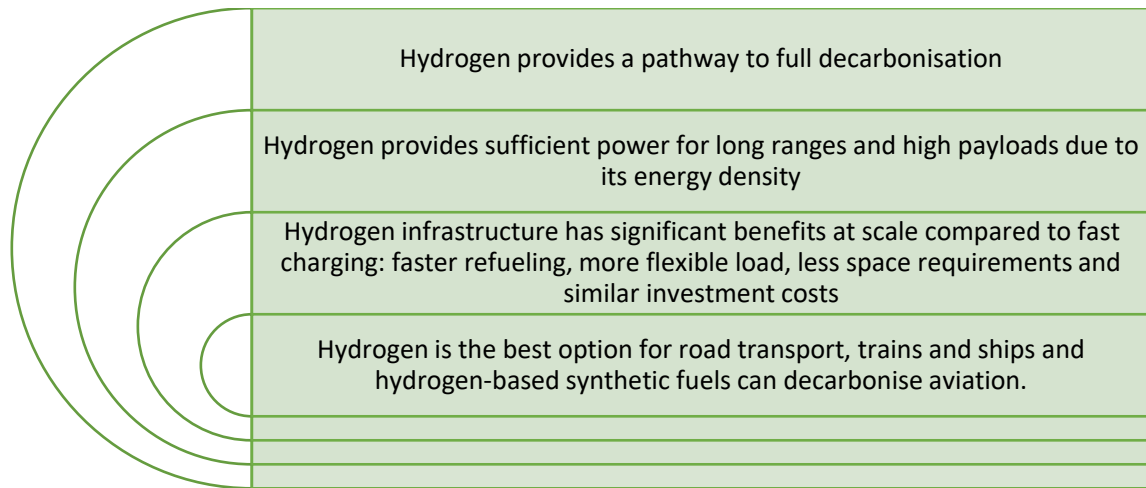 Hydrogen provides a pathway to full decarbonisation
Hydrogen provides sufficient power for long ranges and high payloads due to
its energy density
Hydrogen infrastructure has significant benefits at scale compared to fast
charging: faster refueling, more flexible load, less space requirements and
similar investment costs
Hydrogen is the best option for road transport, trains and ships and
hydrogen-based synthetic fuels can decarbonise aviation.